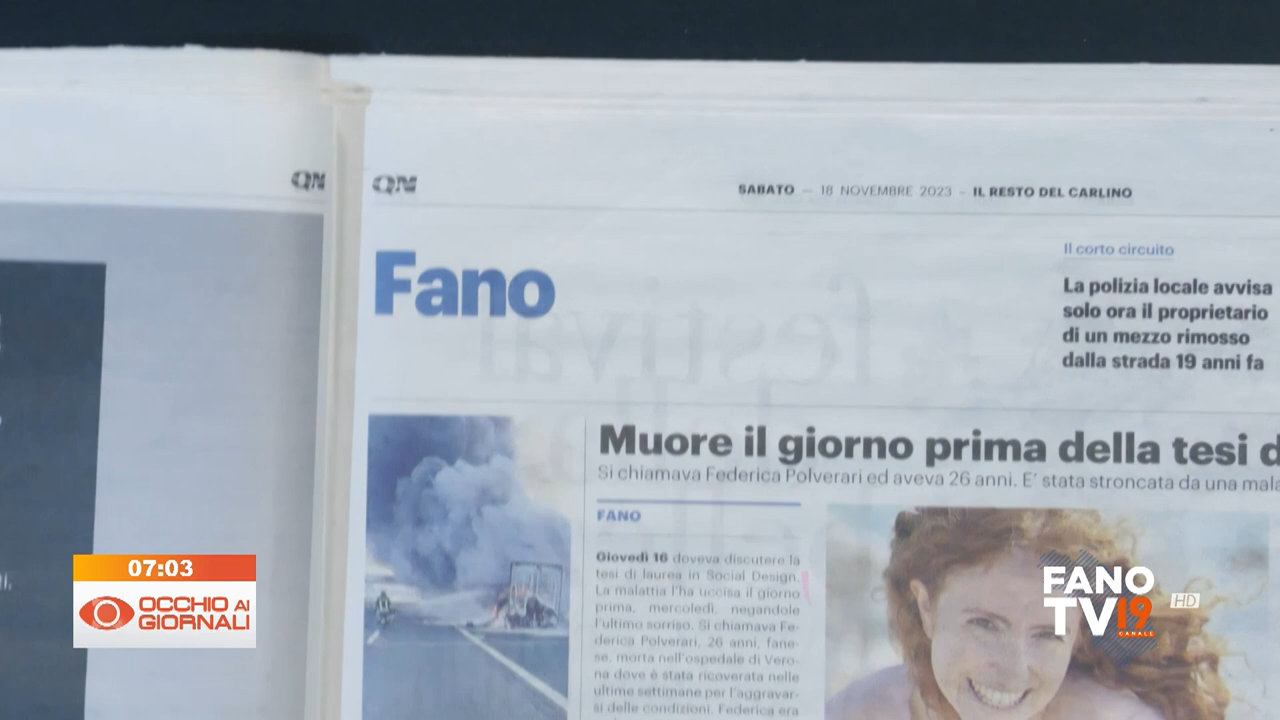 QN
QN
SABATO — 18 NOVEMBRE 2023 – IL RESTO DEL CARLINO
Fano
Il corto circuito
La polizia locale avvisa
solo ora il proprietario
di un mezzo rimosso
dalla strada 19 anni fa
Muore il giorno prima della tesi d
Si chiamava Federica Polverari ed aveva 26 anni. E' stata stroncata da una mala
FANO
Giovedì 16 doveva discutere la
tesi di laurea in Social Design.
La malattia l'ha uccisa il giorno
prima, mercoledì, negandole
l'ultimo sorriso. Si chiamava Fe-
derica Polverari, 26 anni, fane-
se, morta nell'ospedale di Vero-
na dove è stata ricoverata nelle
ultime settimane per l'aggravar-
si delle condizioni. Federica era
07:03
OCCHIO AI
GIORNALI
FANO
TV19
CANALE
HD